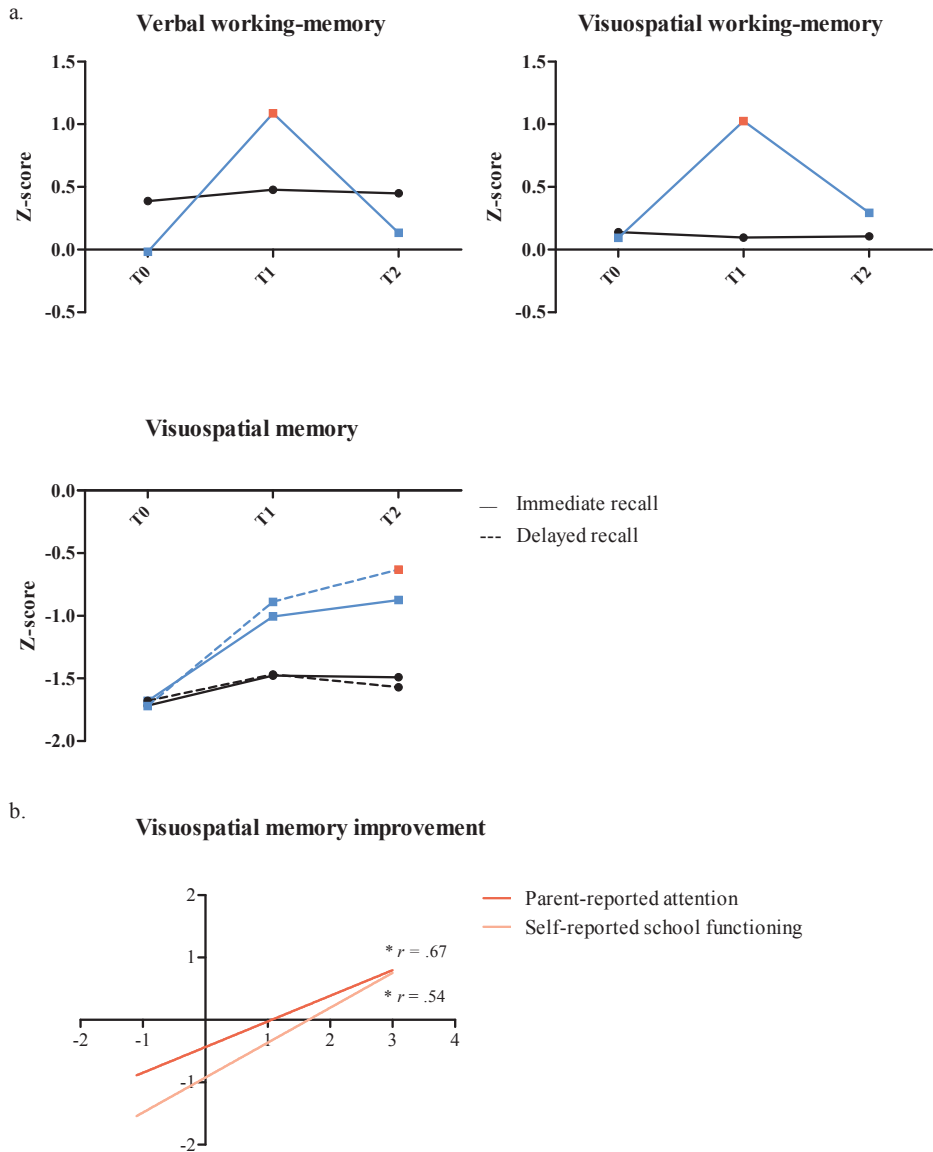 a.
Verbal working-memory
Visuospatial working-memory
Z-score
1.5
1.0
0.5
0.0
-0.5
T0
T1
T2
Z-score
1.5
1.0
0.5
0.0
-0.5
T0
T1
T2
Visuospatial memory
Z-score
0.0
-0.5
-1.0
-1.5
-2.0
T0
T1
T2
Immediate recall
Delayed recall
b.
Visuospatial memory improvement
2
1
-1
-2
-2
-1
1
2
3
4
* r = .67
* r = .54
Parent-reported attention
Self-reported school functioning